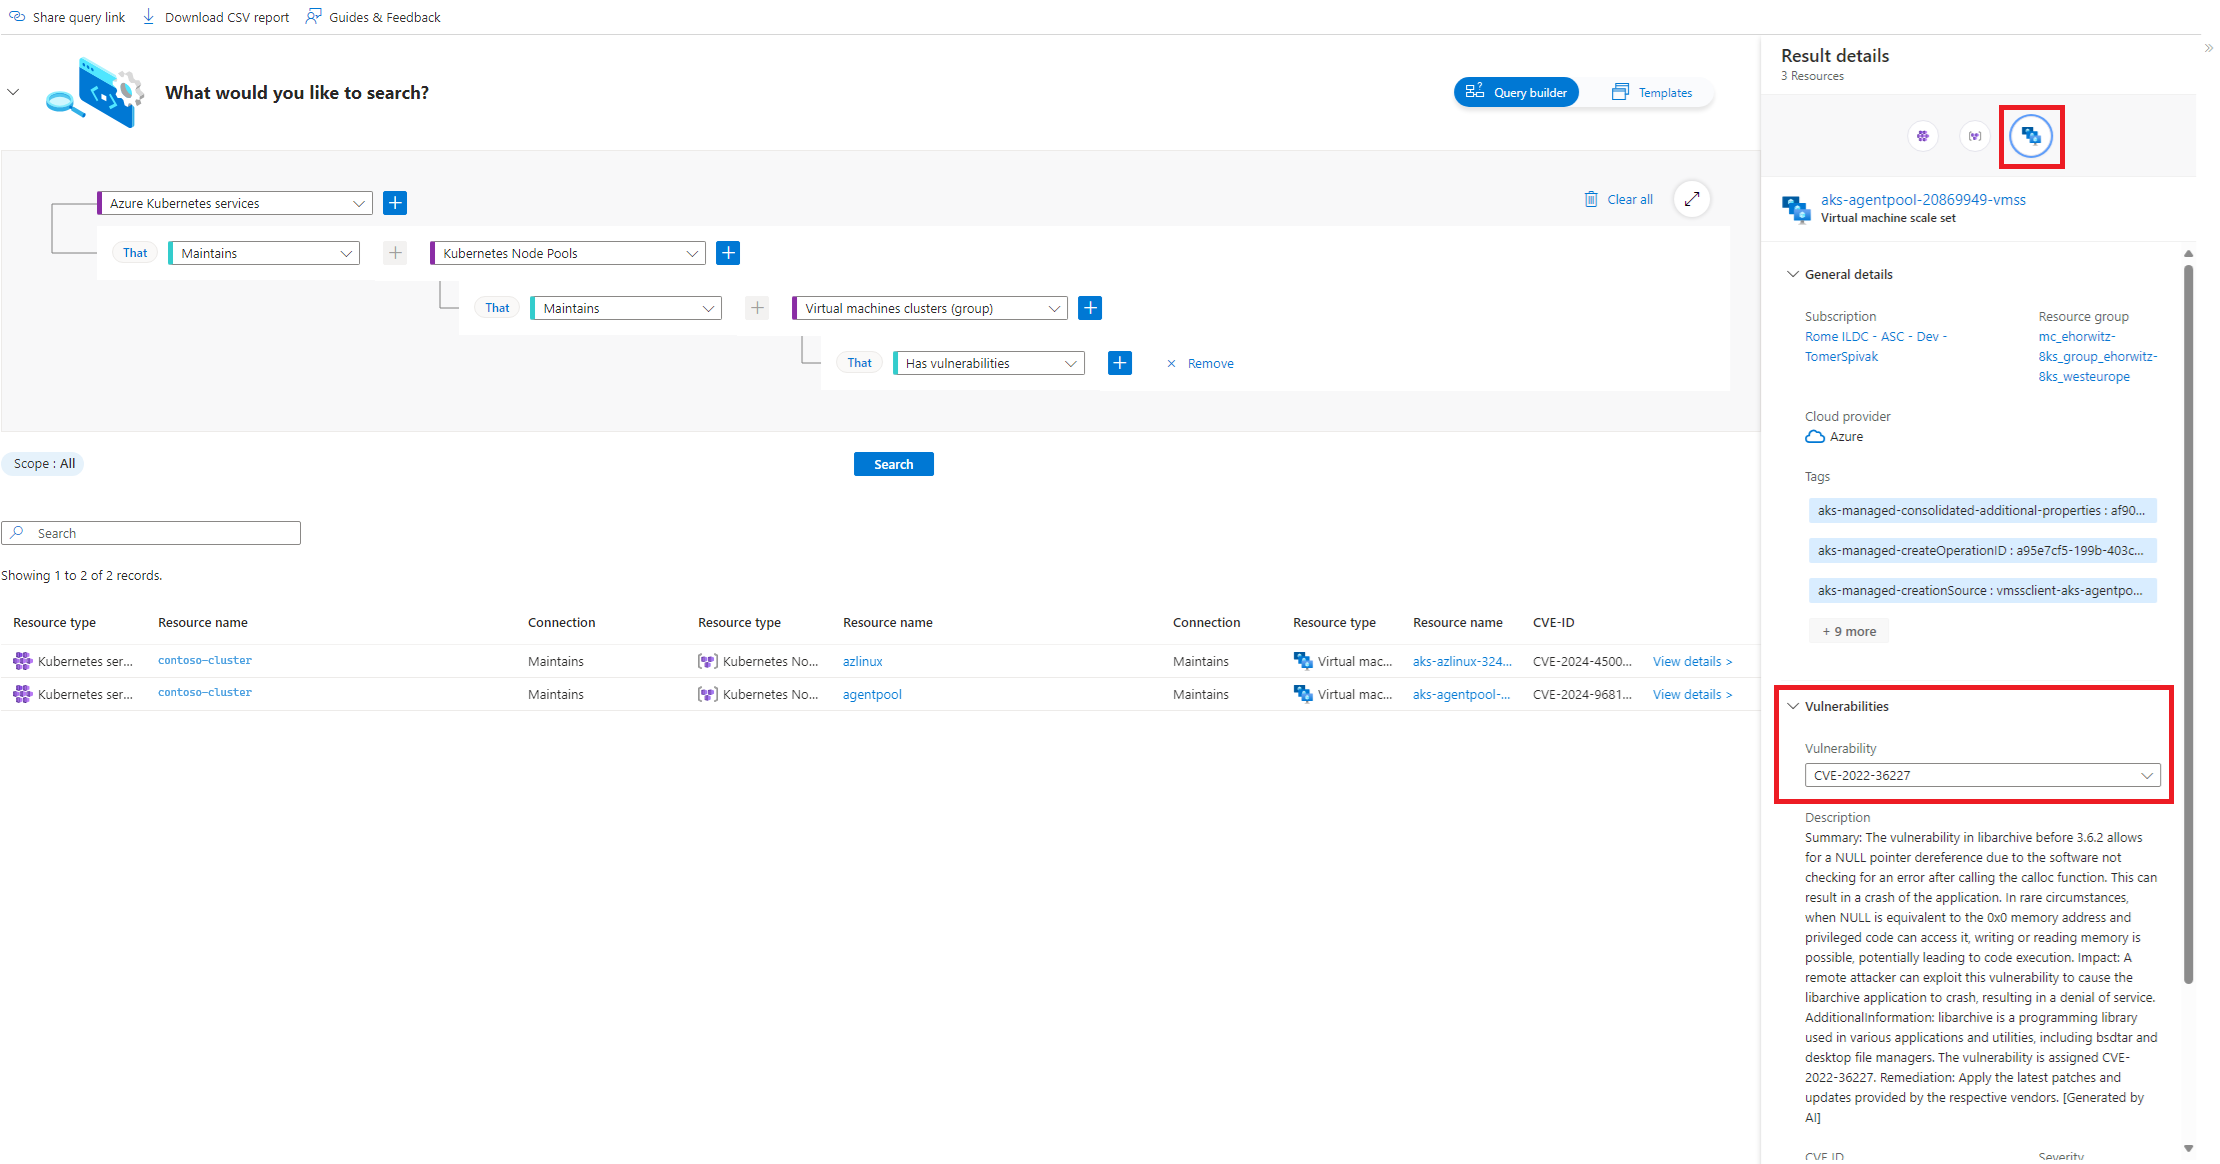 Share query link
Download CSV report
Guides & Feedback
What would you like to search?
Query builder
Templates
Azure Kubernetes services
Clear all
That
Maintains
Kubernetes Node Pools
That
Maintains
Virtual machines clusters (group)
That
Has vulnerabilities
Remove
Scope : All
Search
Search
Showing 1 to 2 of 2 records.
Resource type Resource name Connection Resource type Resource name Connection Resource type Resource name CVE-ID
Kubernetes ser... contoso-cluster Maintains Kubernetes No... azlinux Maintains Virtual mac... aks-azlinux-324... CVE-2024-4500... View details >
Kubernetes ser... contoso-cluster Maintains Kubernetes No... agentpool Maintains Virtual mac... aks-agentpool-... CVE-2024-9681... View details >
Result details
3 Resources
aks-agentpool-20869949-vmss
Virtual machine scale set
General details
Subscription
Rome ILDC - ASC - Dev -
TomerSpivak
Resource group
mc_ehorwitz-
8ks_group_ehorwitz-
8ks_westeurope
Cloud provider
Azure
Tags
aks-managed-consolidated-additional-properties : af90...
aks-managed-createOperationID : a95e7cf5-199b-403c...
aks-managed-creationSource : vmssclient-aks-agentpo...
+ 9 more
Vulnerabilities
Vulnerability
CVE-2022-36227
Description
Summary: The vulnerability in libarchive before 3.6.2 allows
for a NULL pointer dereference due to the software not
checking for an error after calling the calloc function. This can
result in a crash of the application. In rare circumstances,
when NULL is equivalent to the 0x0 memory address and
privileged code can access it, writing or reading memory is
possible, potentially leading to code execution. Impact: A
remote attacker can exploit this vulnerability to cause the
libarchive application to crash, resulting in a denial of service.
AdditionalInformation: libarchive is a programming library
used in various applications and utilities, including bsdtar and
desktop file managers. The vulnerability is assigned CVE-
2022-36227. Remediation: Apply the latest patches and
updates provided by the respective vendors. [Generated by
AI]
CVE ID
Severity